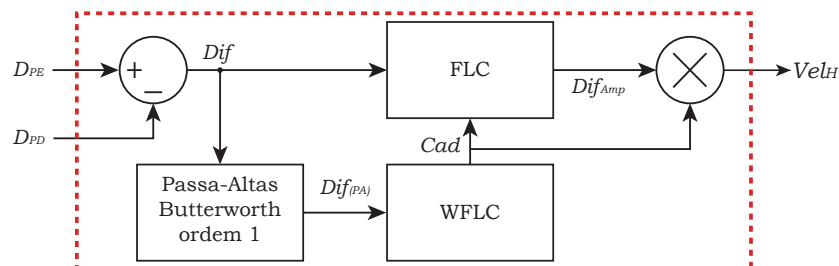 Dif
D_PE
+
−
FLC
Dif_Amp
Vel_H
D_PD
Cad
Passa-Altas
Butterworth
ordem 1
Dif_(PA)
WFLC